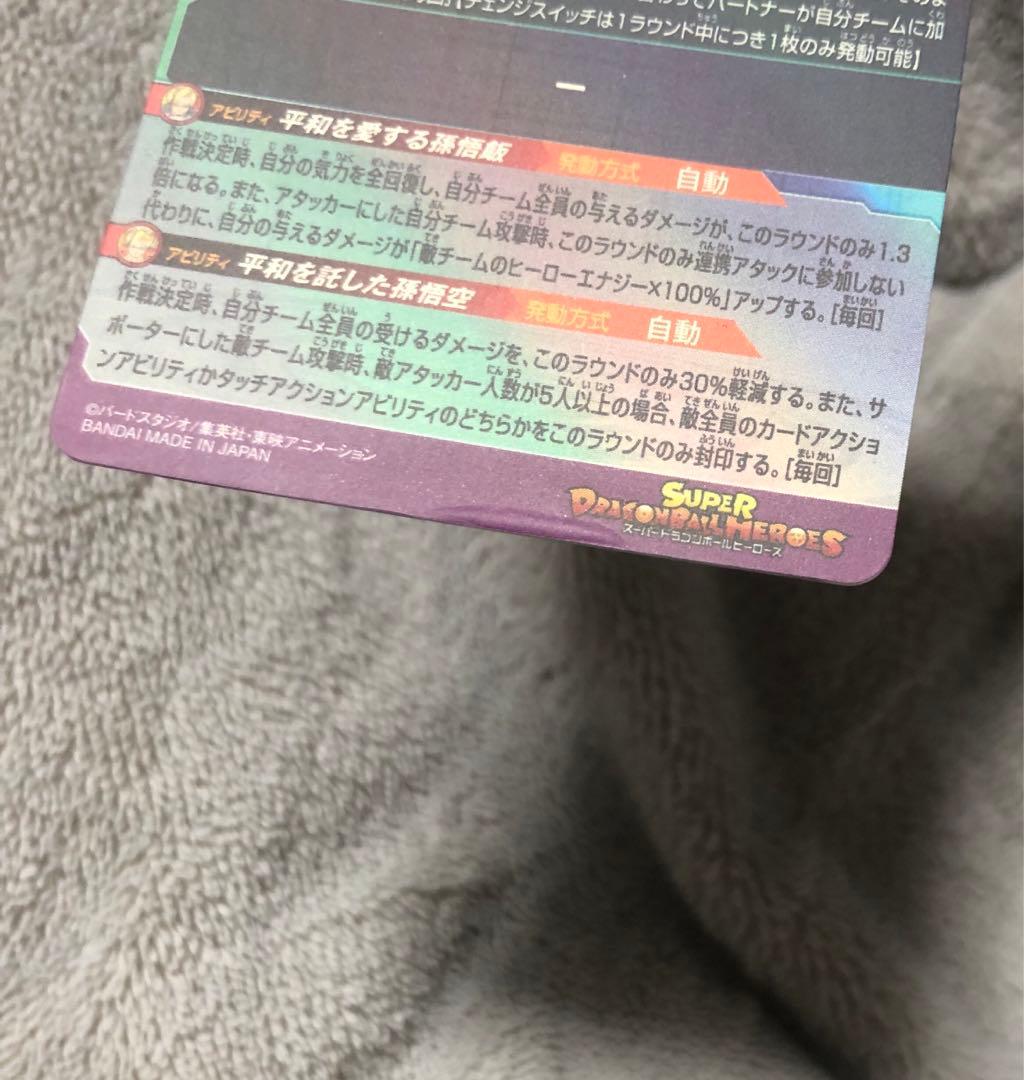 パートナーが自分チームに加
【チェンジスイッチは1ラウンド中につき1枚のみ発動可能】
ー
アビリティ 平和を愛する孫悟飯 発動方式 自動
作戦決定時、自分の気力を全回復し、自分チーム全員の与えるダメージが、このラウンドのみ1.3
倍になる。また、アタッカーにした自分チーム攻撃時、このラウンドのみ連携アタックに参加しない
代わりに、自分の与えるダメージが「敵チームのヒーローエナジー×100%」アップする。[毎回]
アビリティ 平和を託した孫悟空 発動方式 自動
作戦決定時、自分チーム全員の受けるダメージを、このラウンドのみ30%軽減する。また、サ
ポーターにした敵チーム攻撃時、敵アタッカー人数が5人以上の場合、敵全員のカードアクショ
ンアビリティかタッチアクションアビリティのどちらかをこのラウンドのみ封印する。[毎回]
©バードスタジオ/集英社・東映アニメーション
BANDAI MADE IN JAPAN
SUPER
DRAGONBALL HEROES
スーパードラゴンボールヒーローズ